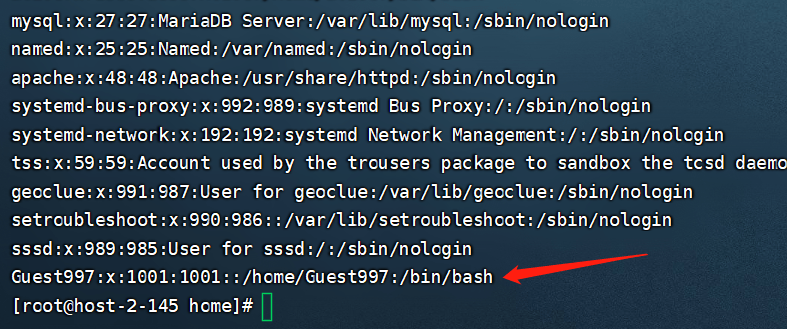 mysql:x:27:27:MariaDB Server:/var/lib/mysql:/sbin/nologin
named:x:25:25:Named:/var/named:/sbin/nologin
apache:x:48:48:Apache:/usr/share/httpd:/sbin/nologin
systemd-bus-proxy:x:992:989:systemd Bus Proxy:/:/sbin/nologin
systemd-network:x:192:192:systemd Network Management:/:/sbin/nologin
tss:x:59:59:Account used by the trousers package to sandbox the tcsd daemo
geoclue:x:991:987:User for geoclue:/var/lib/geoclue:/sbin/nologin
setroubleshoot:x:990:986::/var/lib/setroubleshoot:/sbin/nologin
sssd:x:989:985:User for sssd:/:/sbin/nologin
Guest997:x:1001:1001::/home/Guest997:/bin/bash
[root@host-2-145 home]#